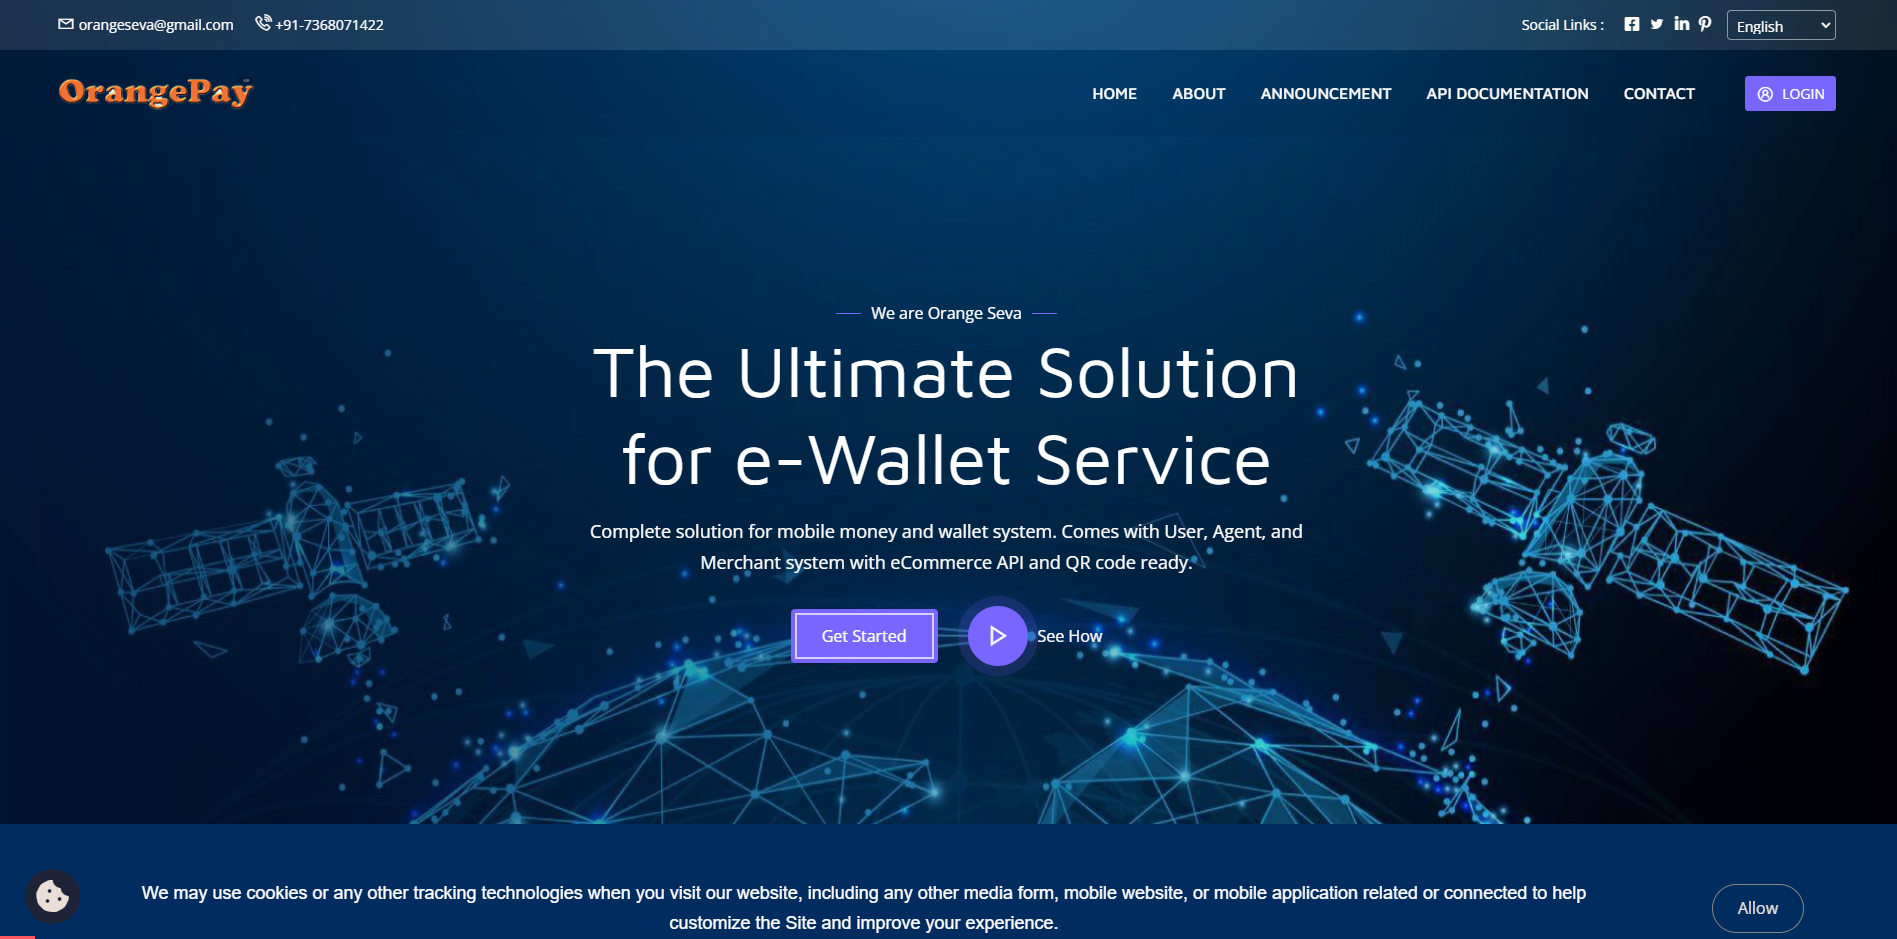 orangeseva@gmail.com +91-7368071422 Social Links : English
OrangePay HOME ABOUT ANNOUNCEMENT API DOCUMENTATION CONTACT LOGIN
We are Orange Seva
The Ultimate Solution
for e-Wallet Service
Complete solution for mobile money and wallet system. Comes with User, Agent, and
Merchant system with eCommerce API and QR code ready.
Get Started See How
We may use cookies or any other tracking technologies when you visit our website, including any other media form, mobile website, or mobile application related or connected to help
customize the Site and improve your experience.
Allow